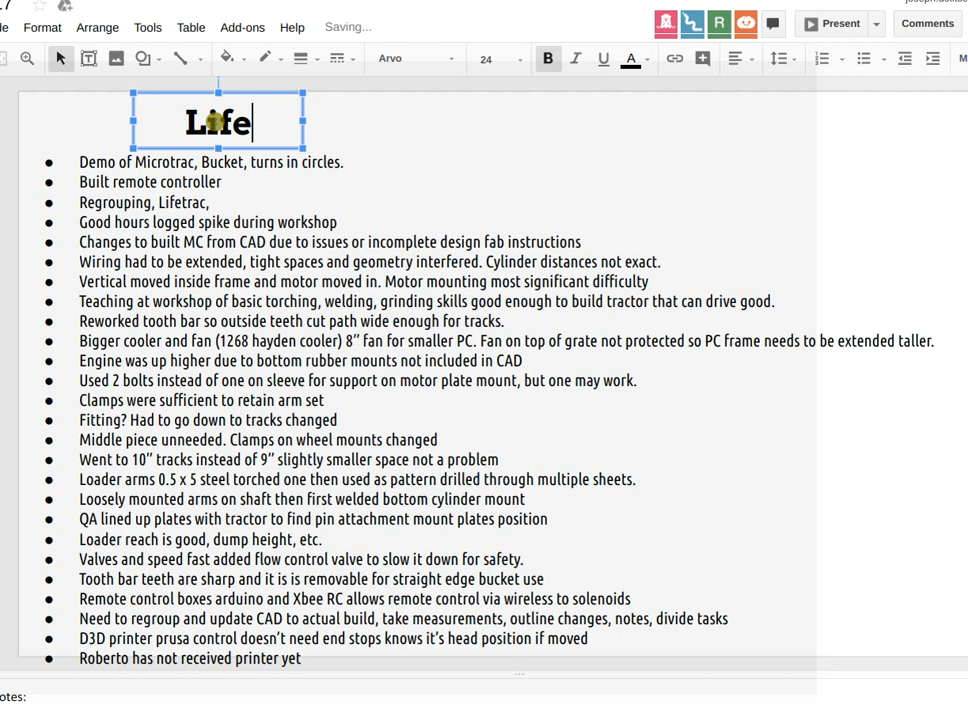 Format Arrange Tools Table Add-ons Help Saving...
R Present Comments
Arvo 24 B I U A
Life
● Demo of Microtrac, Bucket, turns in circles.
● Built remote controller
● Regrouping, Lifetrac,
● Good hours logged spike during workshop
● Changes to built MC from CAD due to issues or incomplete design fab instructions
● Wiring had to be extended, tight spaces and geometry interfered. Cylinder distances not exact.
● Vertical moved inside frame and motor moved in. Motor mounting most significant difficulty
● Teaching at workshop of basic torching, welding, grinding skills good enough to build tractor that can drive good.
● Reworked tooth bar so outside teeth cut path wide enough for tracks.
● Bigger cooler and fan (1268 hayden cooler) 8” fan for smaller PC. Fan on top of grate not protected so PC frame needs to be extended taller.
● Engine was up higher due to bottom rubber mounts not included in CAD
● Used 2 bolts instead of one on sleeve for support on motor plate mount, but one may work.
● Clamps were sufficient to retain arm set
● Fitting? Had to go down to tracks changed
● Middle piece unneeded. Clamps on wheel mounts changed
● Went to 10” tracks instead of 9” slightly smaller space not a problem
● Loader arms 0.5 x 5 steel torched one then used as pattern drilled through multiple sheets.
● Loosely mounted arms on shaft then first welded bottom cylinder mount
● QA lined up plates with tractor to find pin attachment mount plates position
● Loader reach is good, dump height, etc.
● Valves and speed fast added flow control valve to slow it down for safety.
● Tooth bar teeth are sharp and it is is removable for straight edge bucket use
● Remote control boxes arduino and Xbee RC allows remote control via wireless to solenoids
● Need to regroup and update CAD to actual build, take measurements, outline changes, notes, divide tasks
● D3D printer prusa control doesn’t need end stops knows it’s head position if moved
● Roberto has not received printer yet
otes: